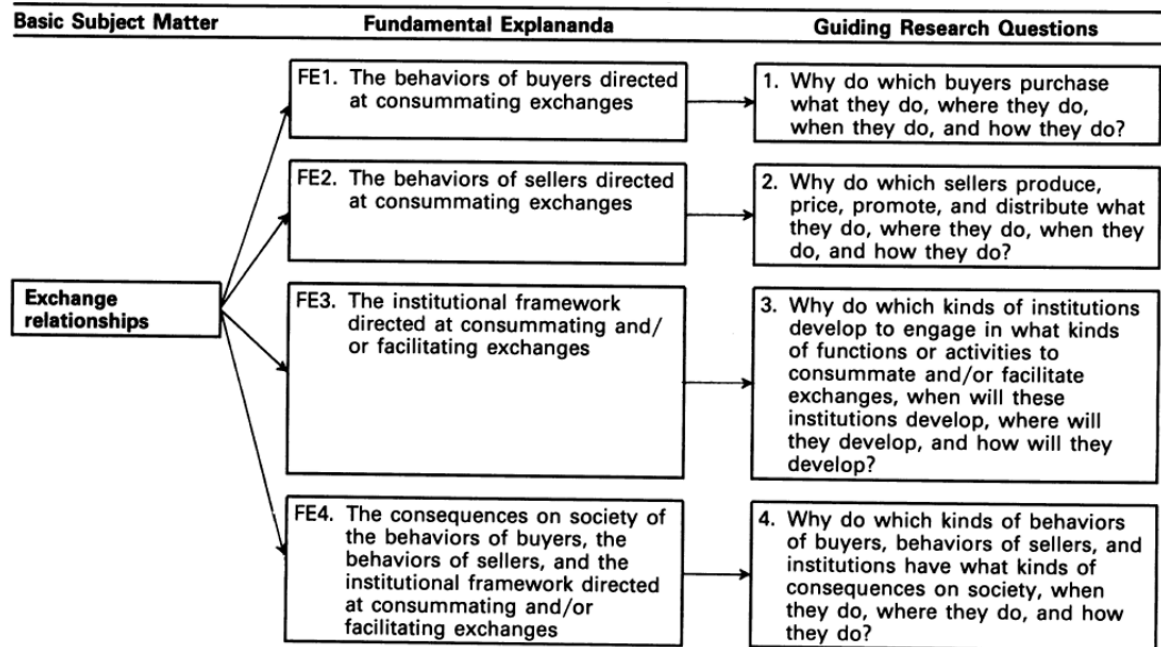 Basic Subject Matter
Fundamental Explananda
Guiding Research Questions
Exchange
relationships
FE1. The behaviors of buyers directed
at consummating exchanges
1. Why do which buyers purchase
what they do, where they do,
when they do, and how they do?
FE2. The behaviors of sellers directed
at consummating exchanges
2. Why do which sellers produce,
price, promote, and distribute what
they do, where they do, when they
do, and how they do?
FE3. The institutional framework
directed at consummating and/
or facilitating exchanges
3. Why do which kinds of institutions
develop to engage in what kinds
of functions or activities to
consummate and/or facilitate
exchanges, when will these
institutions develop, where will
they develop, and how will they
develop?
FE4. The consequences on society of
the behaviors of buyers, the
behaviors of sellers, and the
institutional framework directed
at consummating and/or
facilitating exchanges
4. Why do which kinds of behaviors
of buyers, behaviors of sellers, and
institutions have what kinds of
consequences on society, when
they do, where they do, and how
they do?